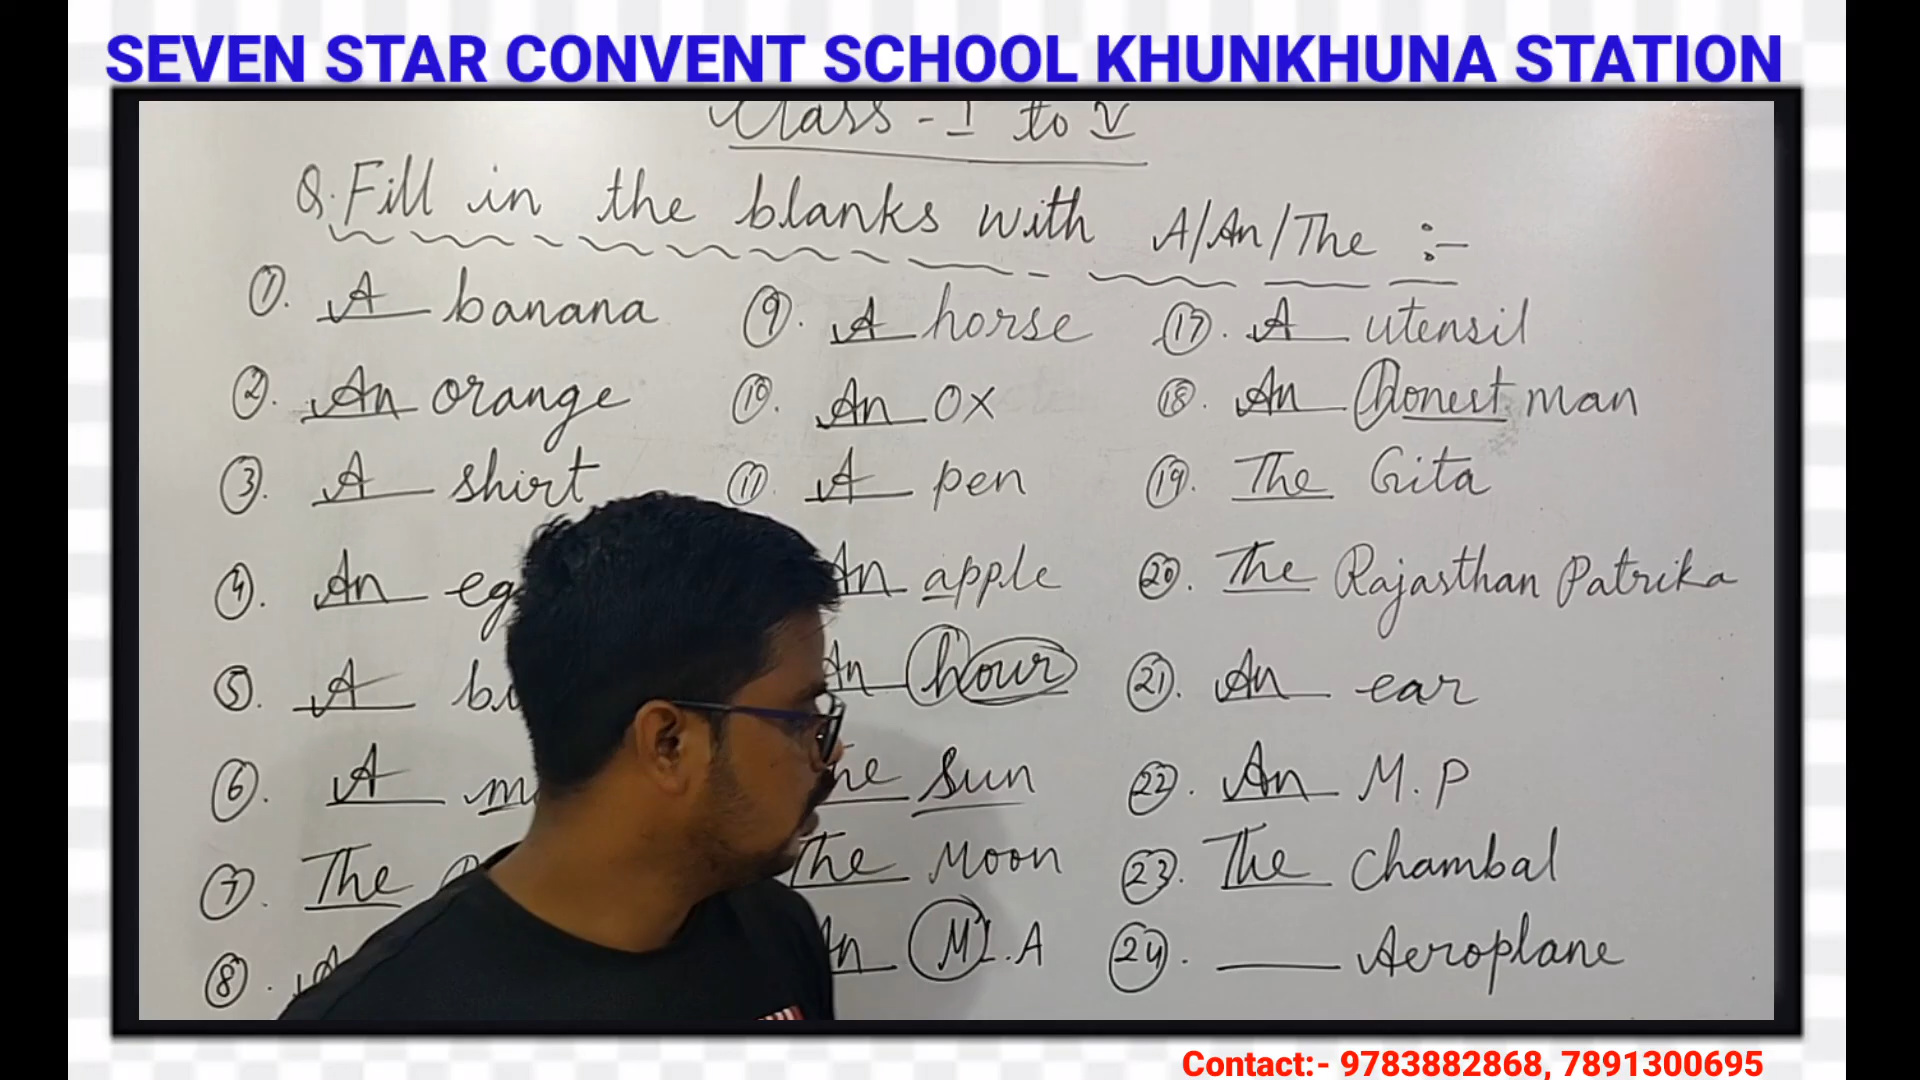 SEVEN STAR CONVENT SCHOOL KHUNKHUNA STATION
Class - I to V
Q. Fill in the blanks with A/An/The :-
1. A banana
2. An orange
3. A shirt
4. An
5. A
6. A
7. The
8.
9. A horse
10. An ox
11. A pen
An apple
An hour
The sun
The Moon
An M.L.A
17. A utensil
18. An honest man
19. The Gita
20. The Rajasthan Patrika
21. An ear
22. An M.P
23. The Chambal
24. ____ Aeroplane
Contact:- 9783882868, 7891300695